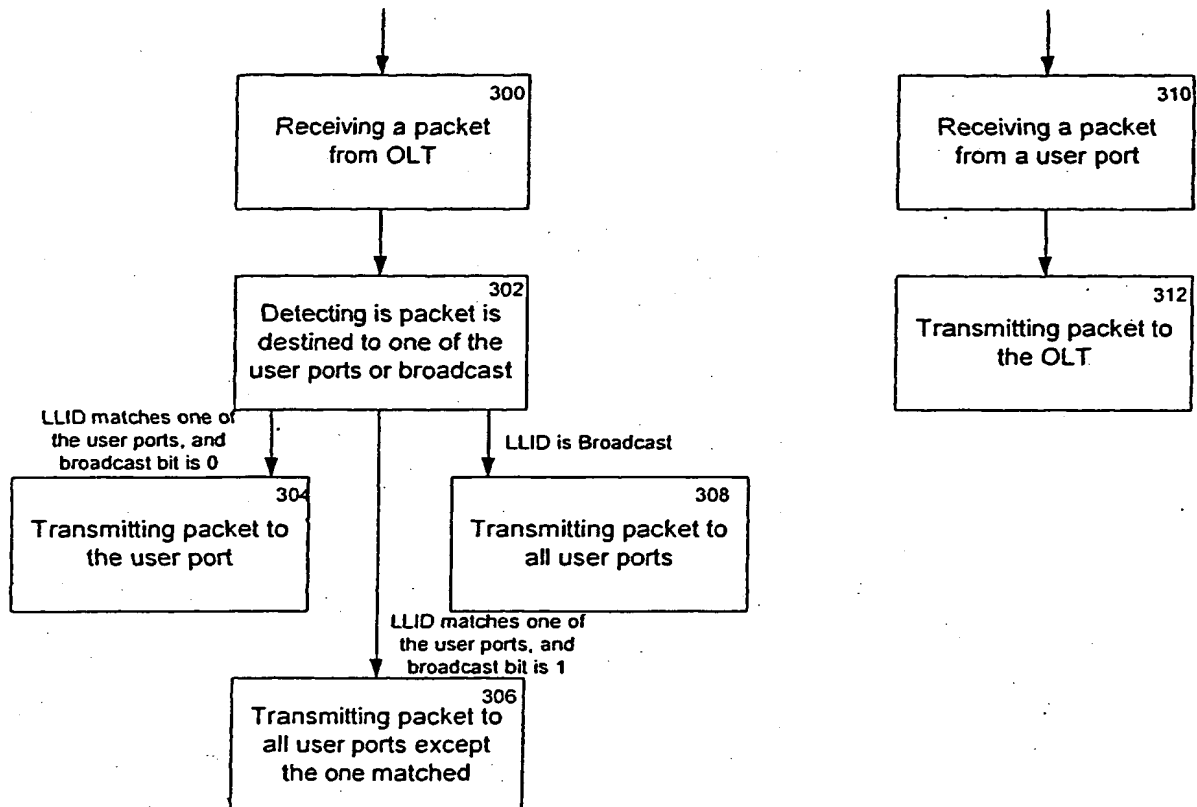 300
Receiving a packet
from OLT
302
Detecting is packet is
destined to one of the
user ports or broadcast
LLID matches one of
the user ports, and
broadcast bit is 0
LLID is Broadcast
304
Transmitting packet to
the user port
308
Transmitting packet to
all user ports
LLID matches one of
the user ports, and
broadcast bit is 1
306
Transmitting packet to
all user ports except
the one matched
310
Receiving a packet
from a user port
312
Transmitting packet to
the OLT